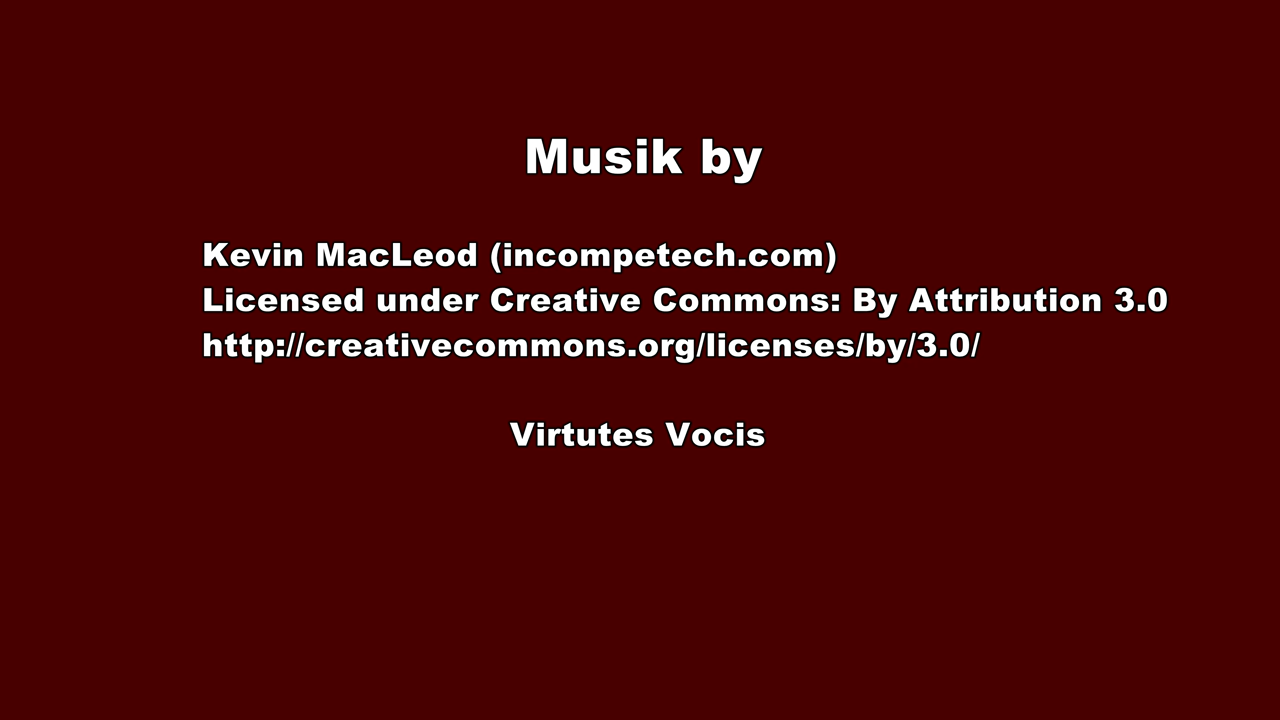 Musik by
Kevin MacLeod (incompetech.com)
Licensed under Creative Commons: By Attribution 3.0
http://creativecommons.org/licenses/by/3.0/
Virtutes Vocis